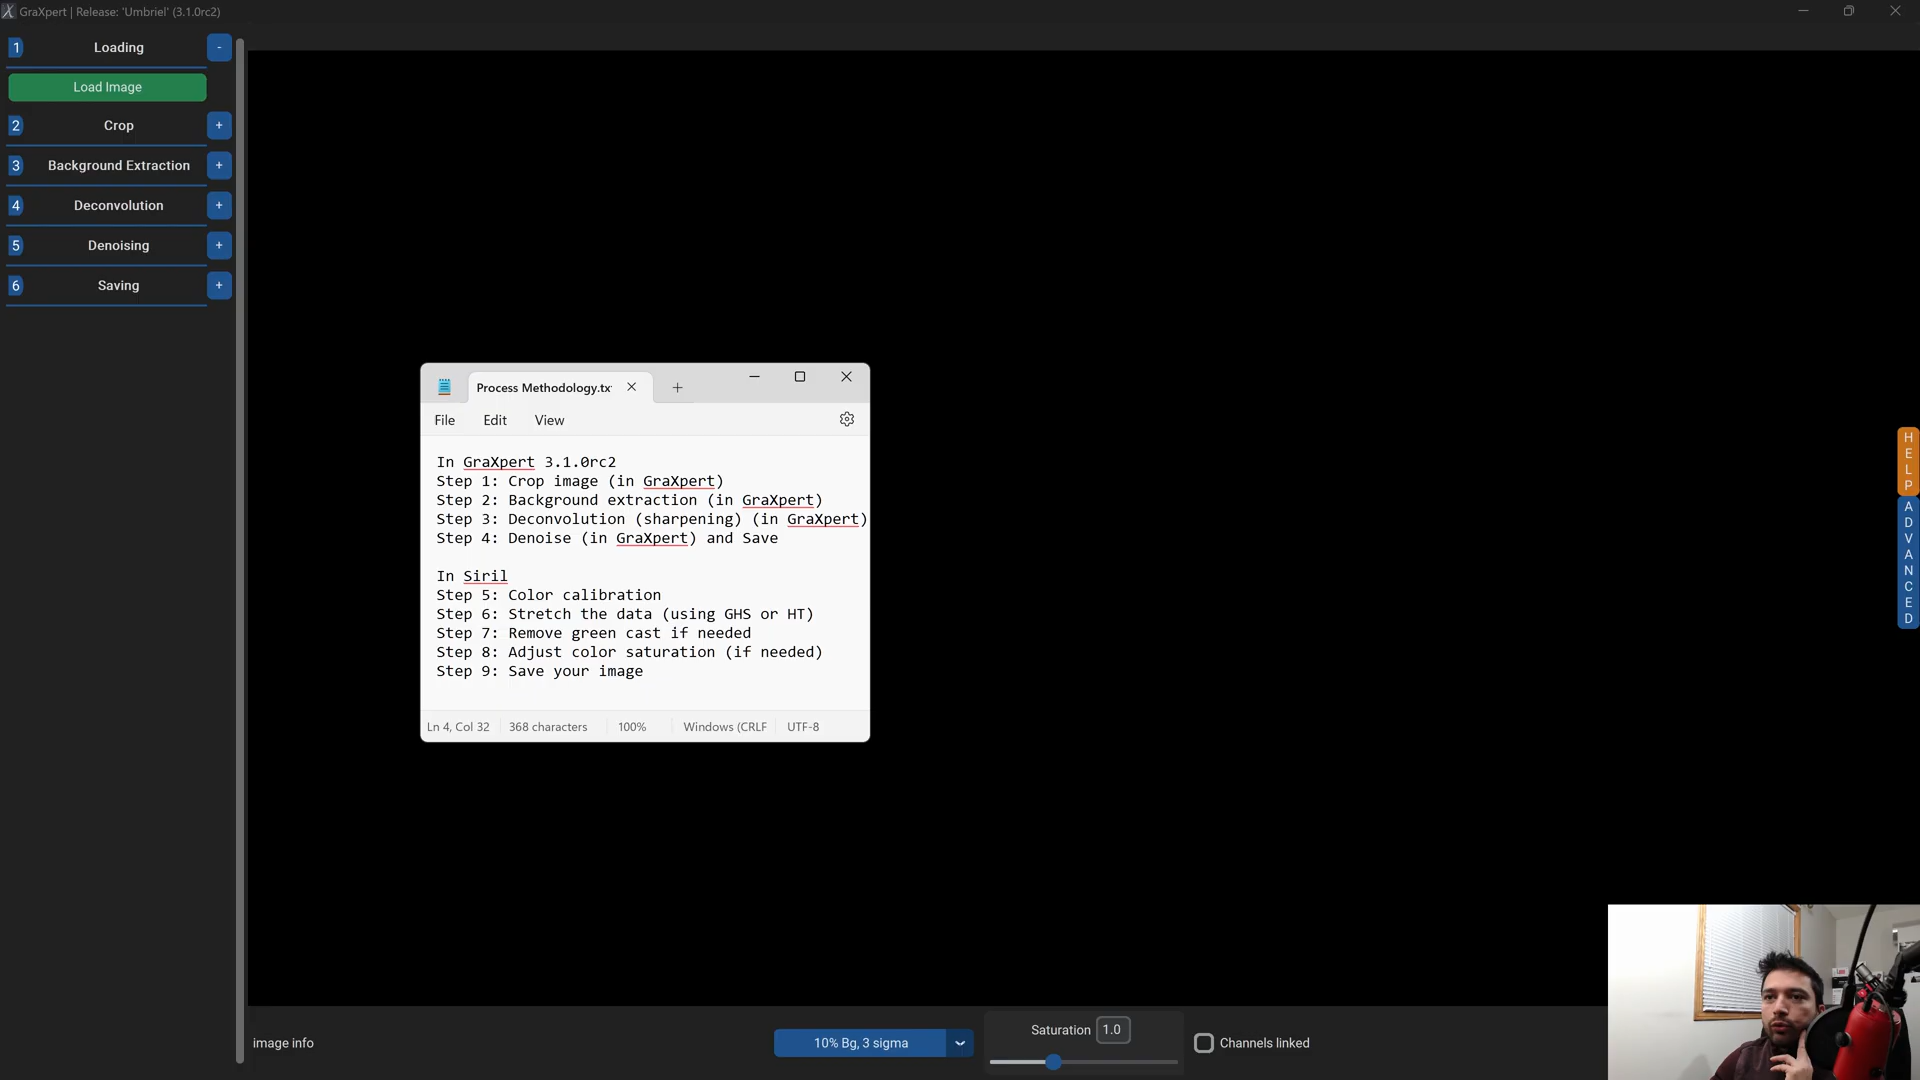 GraXpert | Release: 'Umbriel' (3.1.0rc2)
1 Loading -
Load Image
2 Crop +
3 Background Extraction +
4 Deconvolution +
5 Denoising +
6 Saving +
Process Methodology.tx
File Edit View
In GraXpert 3.1.0rc2
Step 1: Crop image (in GraXpert)
Step 2: Background extraction (in GraXpert)
Step 3: Deconvolution (sharpening) (in GraXpert)
Step 4: Denoise (in GraXpert) and Save
In Siril
Step 5: Color calibration
Step 6: Stretch the data (using GHS or HT)
Step 7: Remove green cast if needed
Step 8: Adjust color saturation (if needed)
Step 9: Save your image
Ln 4, Col 32 368 characters 100% Windows (CRLF UTF-8
HELP
ADVANCED
image info
10% Bg, 3 sigma
Saturation 1.0
Channels linked